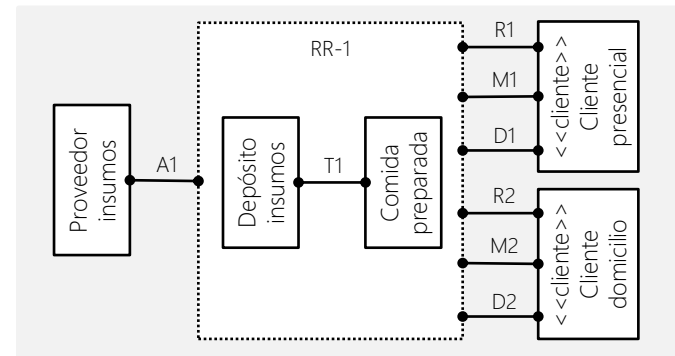 Proveedor
insumos
A1
RR-1
Depósito
insumos
T1
Comida
preparada
R1
M1
D1
<<cliente>>
Cliente
presencial
R2
M2
D2
<<cliente>>
Cliente
domicilio